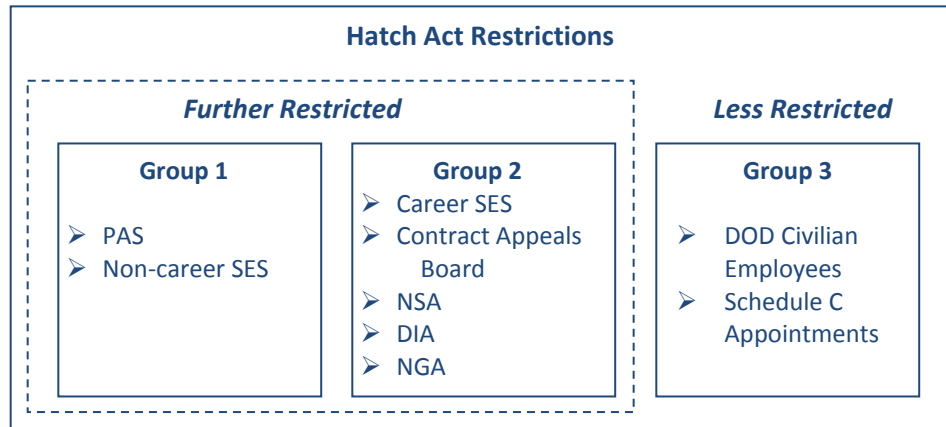 Hatch Act Restrictions
Further Restricted
Less Restricted
Group 1
➢ PAS
➢ Non-career SES
Group 2
➢ Career SES
➢ Contract Appeals
Board
➢ NSA
➢ DIA
➢ NGA
Group 3
➢ DOD Civilian
Employees
➢ Schedule C
Appointments